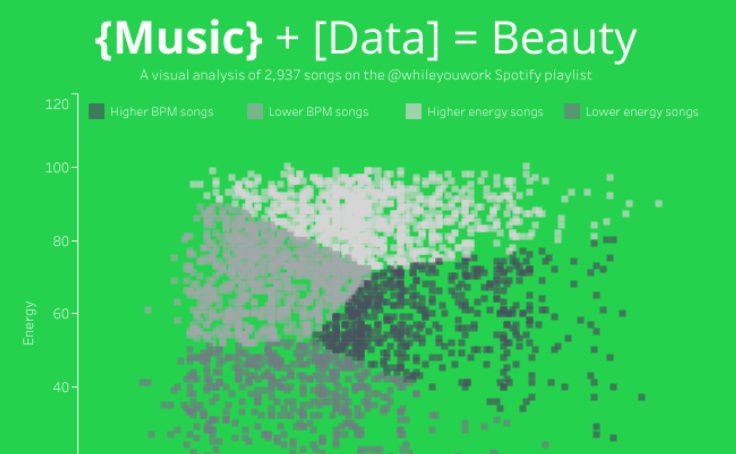 {Music} + [Data] = Beauty
A visual analysis of 2,937 songs on the @whileyouwork Spotify playlist
120
Higher BPM songs
Lower BPM songs
Higher energy songs
Lower energy songs
100
80
60
Energy
40